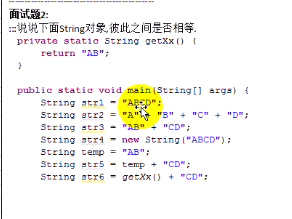 面试题2:
说说下面String对象,彼此之间是否相等.
private static String getXx() {
return "AB";
}
public static void main(String[] args) {
String str1 = "ABCD";
String str2 = "A" + "B" + "C" + "D";
String str3 = "AB" + "CD";
String str4 = new String("ABCD");
String temp = "AB";
String str5 = temp + "CD";
String str6 = getXx() + "CD";